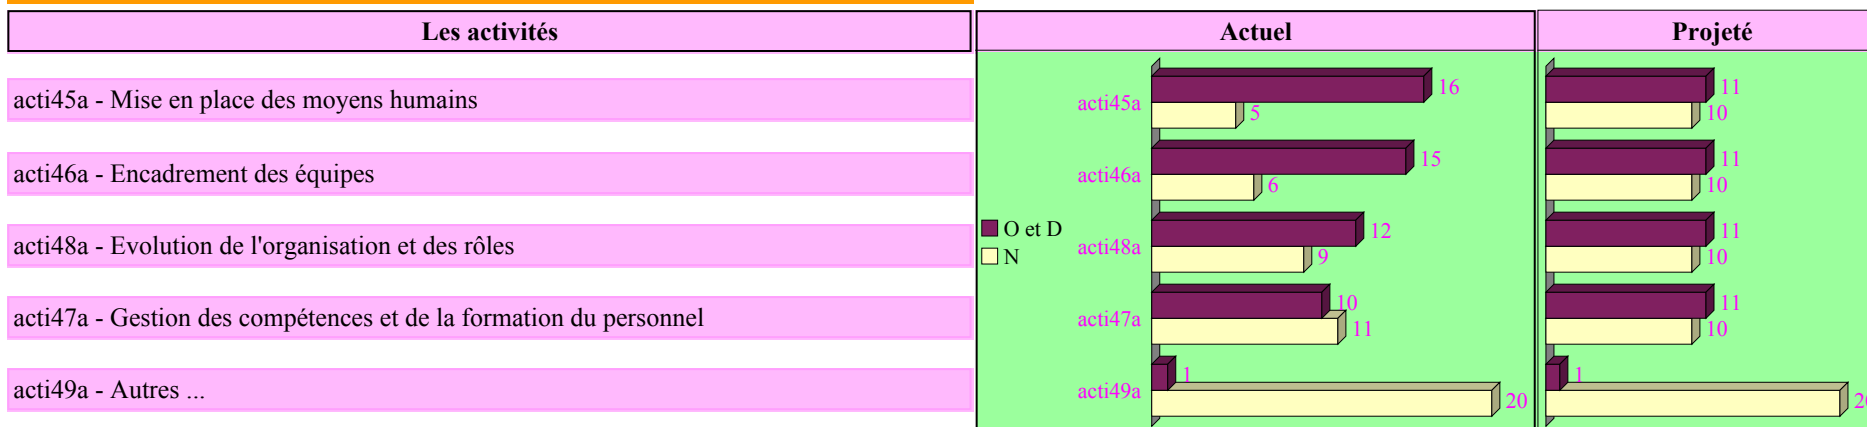 Les activités
Actuel
Projeté
acti45a - Mise en place des moyens humains
acti46a - Encadrement des équipes
acti48a - Evolution de l'organisation et des rôles
acti47a - Gestion des compétences et de la formation du personnel
acti49a - Autres ...
O et D
N
acti45a
16
5
acti46a
15
6
acti48a
12
9
acti47a
10
11
acti49a
1
20
11
10
11
10
11
10
11
10
1